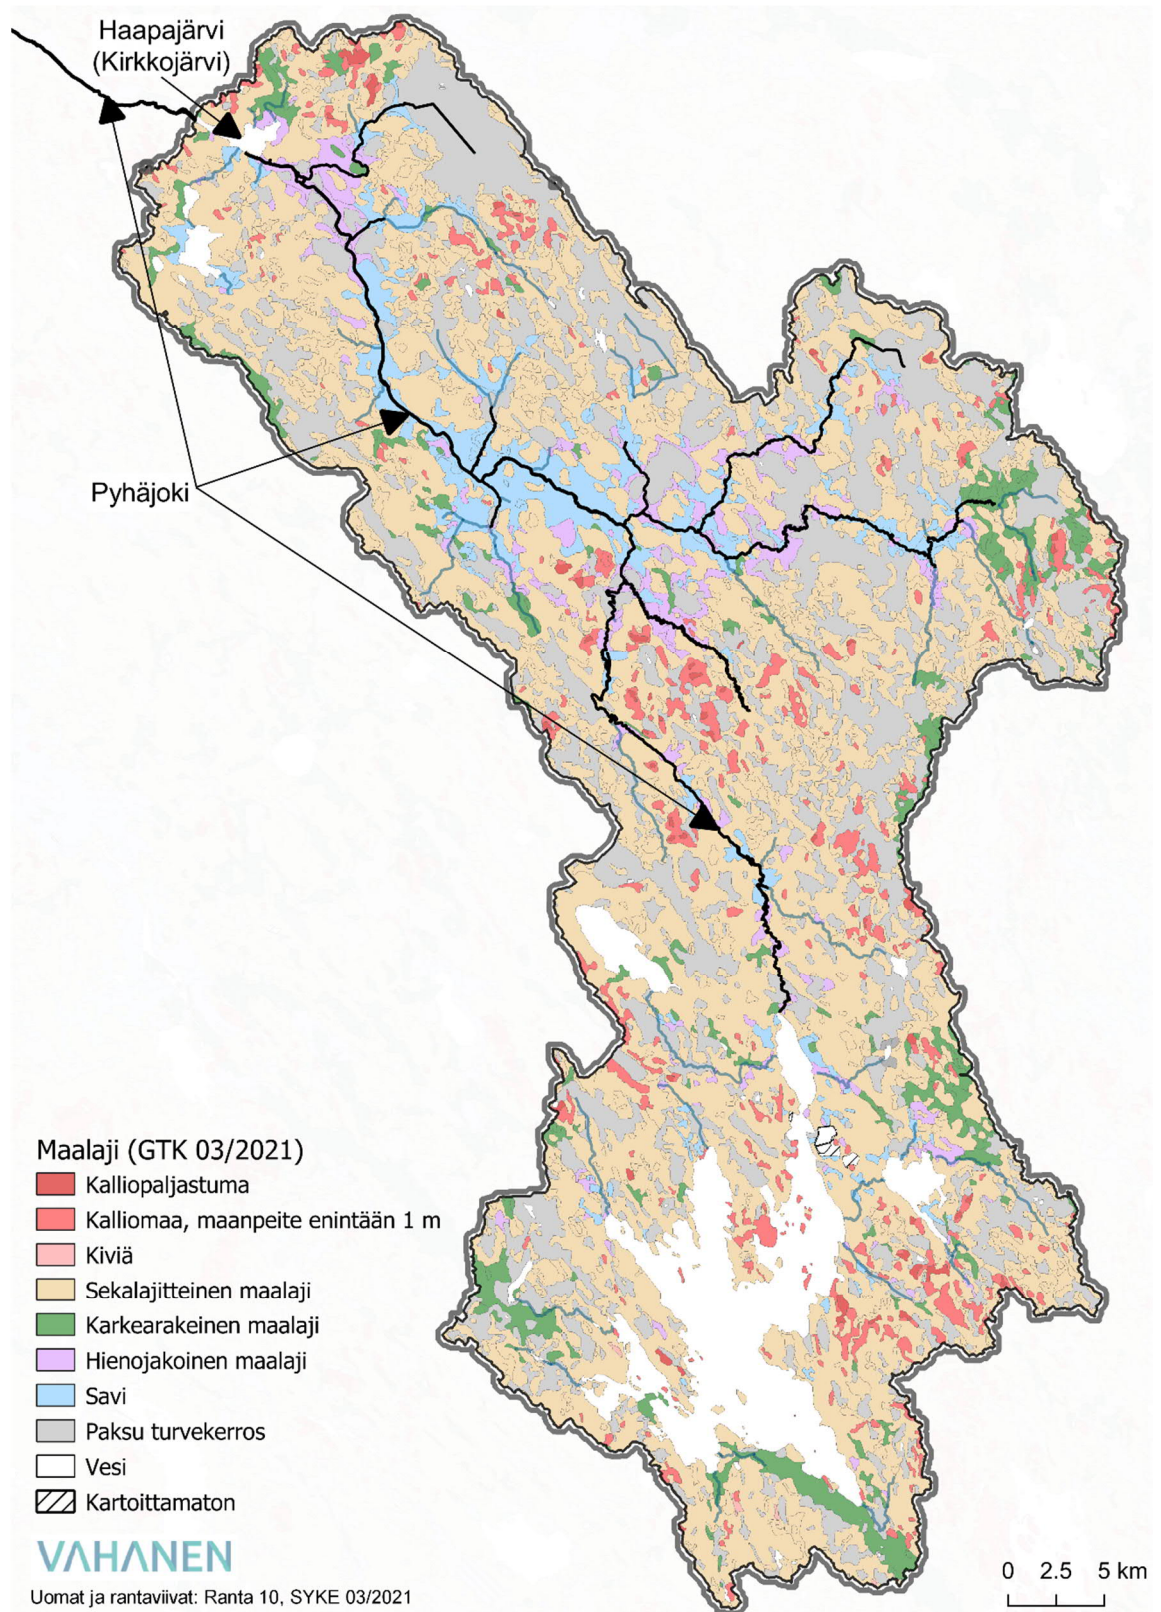 Haapajärvi
(Kirkkojärvi)
Pyhäjoki
Maalaji (GTK 03/2021)
Kalliopaljastuma
Kalliomaa, maanpeite enintään 1 m
Kiviä
Sekalajitteinen maalaji
Karkearakeinen maalaji
Hienojakoinen maalaji
Savi
Paksu turvekerros
Vesi
Kartoittamaton
VAHANEN
Uomat ja rantaviivat: Ranta 10, SYKE 03/2021
0 2.5 5 km